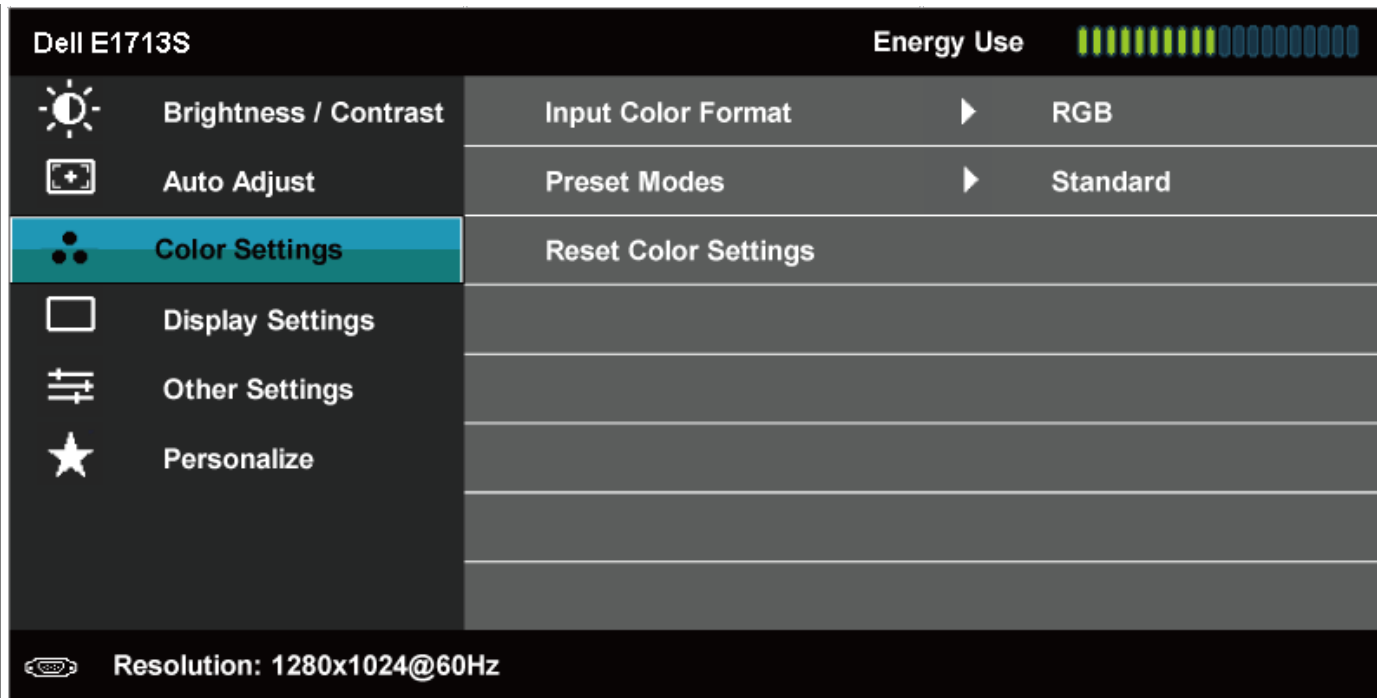 Dell E1713S Energy Use
Brightness / Contrast Input Color Format RGB
Auto Adjust Preset Modes Standard
Color Settings Reset Color Settings
Display Settings
Other Settings
Personalize
Resolution: 1280x1024@60Hz